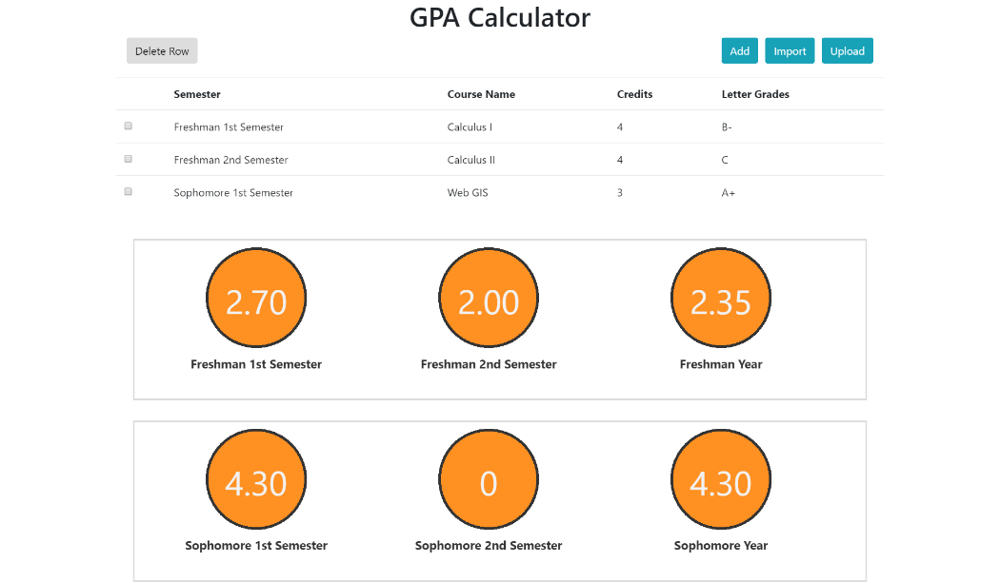 GPA Calculator
Delete Row Add Import Upload
Semester Course Name Credits Letter Grades
Freshman 1st Semester Calculus I 4 B-
Freshman 2nd Semester Calculus II 4 C
Sophomore 1st Semester Web GIS 3 A+
2.70 2.00 2.35
Freshman 1st Semester Freshman 2nd Semester Freshman Year
4.30 0 4.30
Sophomore 1st Semester Sophomore 2nd Semester Sophomore Year